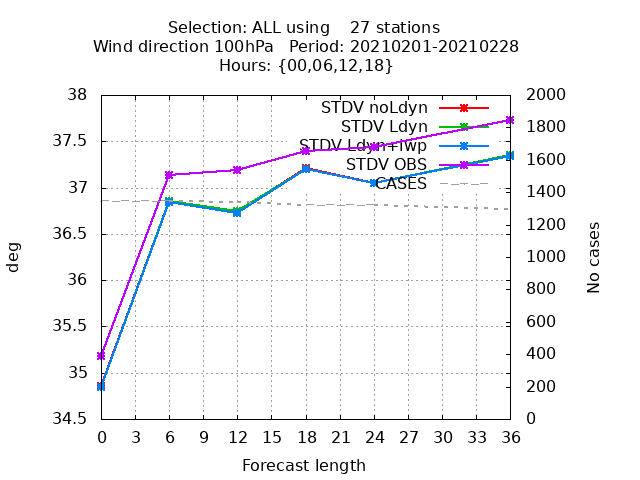 Selection: ALL using 27 stations
Wind direction 100hPa Period: 20210201-20210228
Hours: {00,06,12,18}
STDV noLdyn
STDV Ldyn
STDV Ldyn+fwp
STDV OBS
CASES
38
37.5
37
36.5
36
35.5
35
34.5
deg
2000
1800
1600
1400
1200
1000
800
600
400
200
0
No cases
0 3 6 9 12 15 18 21 24 27 30 33 36
Forecast length